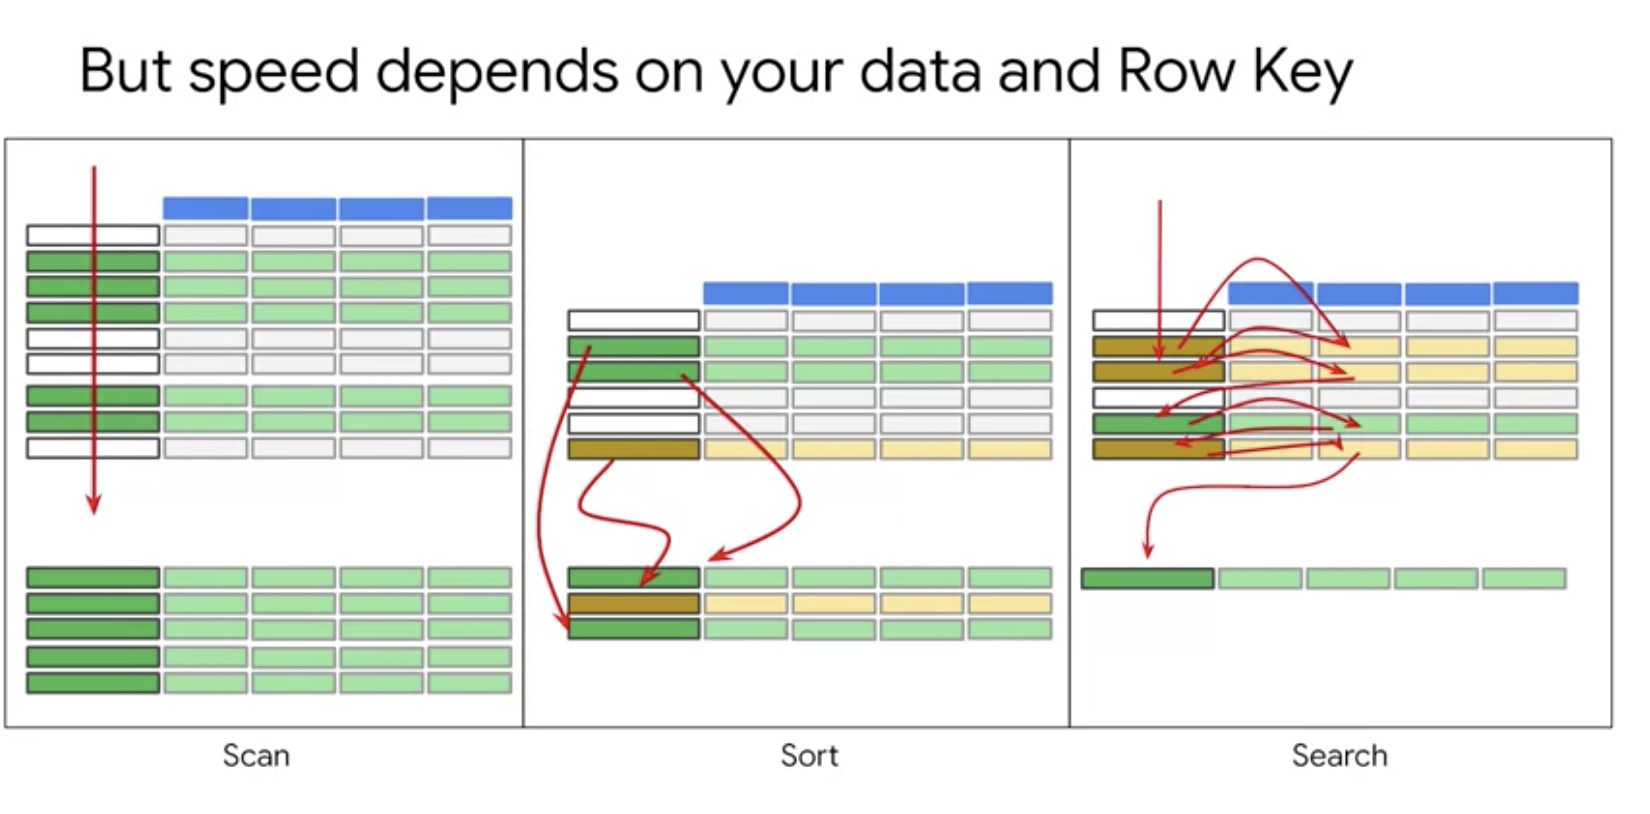 But speed depends on your data and Row Key
Scan
Sort
Search